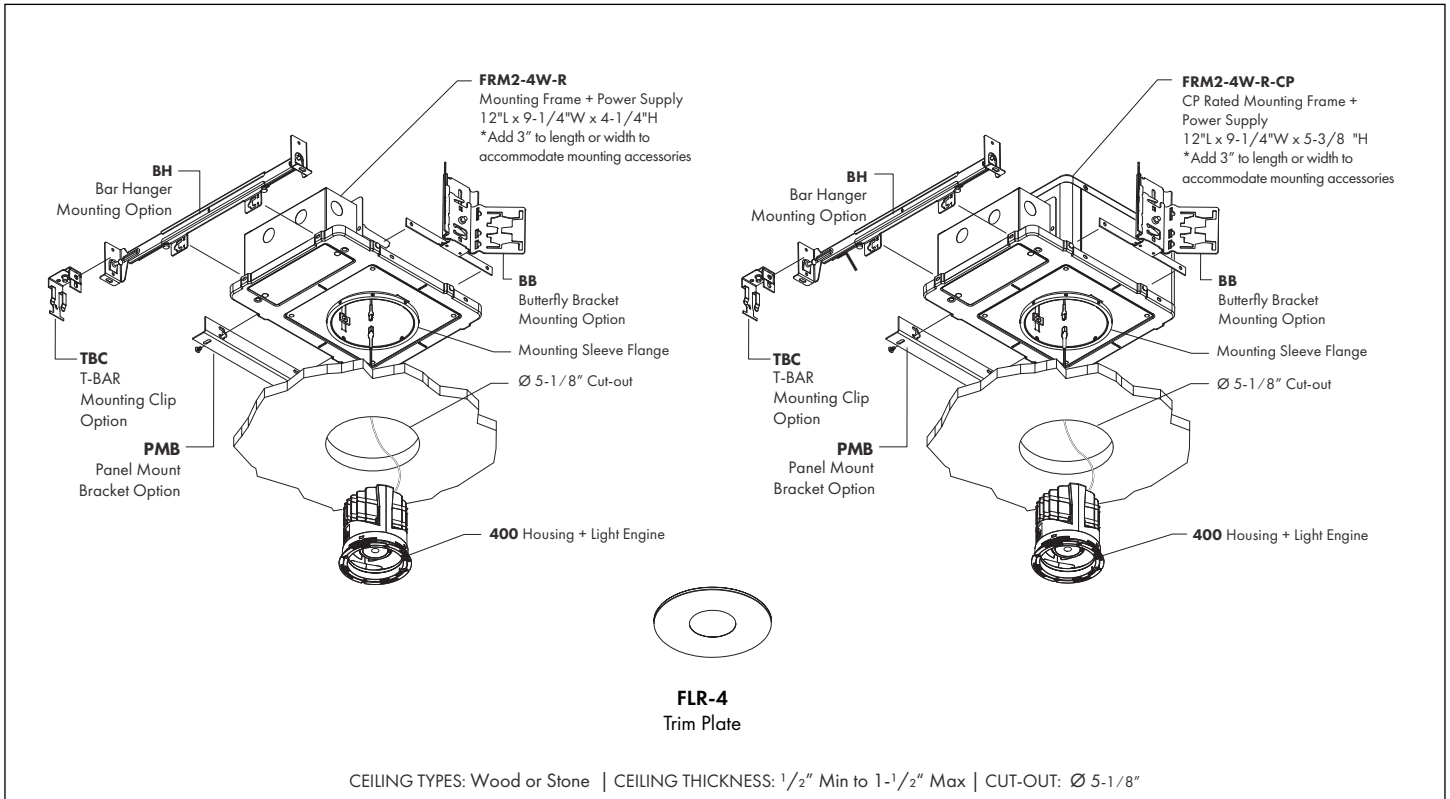 FRM2-4W-R
Mounting Frame + Power Supply
12"L x 9-1/4"W x 4-1/4"H
*Add 3” to length or width to
accommodate mounting accessories
BH
Bar Hanger
Mounting Option
BB
Butterfly Bracket
Mounting Option
Mounting Sleeve Flange
TBC
T-BAR
Mounting Clip
Option
Ø 5-1/8” Cut-out
PMB
Panel Mount
Bracket Option
400 Housing + Light Engine
FRM2-4W-R-CP
CP Rated Mounting Frame +
Power Supply
12"L x 9-1/4"W x 5-3/8 "H
*Add 3” to length or width to
accommodate mounting accessories
BH
Bar Hanger
Mounting Option
BB
Butterfly Bracket
Mounting Option
Mounting Sleeve Flange
TBC
T-BAR
Mounting Clip
Option
Ø 5-1/8” Cut-out
PMB
Panel Mount
Bracket Option
400 Housing + Light Engine
FLR-4
Trim Plate
CEILING TYPES: Wood or Stone | CEILING THICKNESS: 1/2” Min to 1-1/2“ Max | CUT-OUT: Ø 5-1/8”